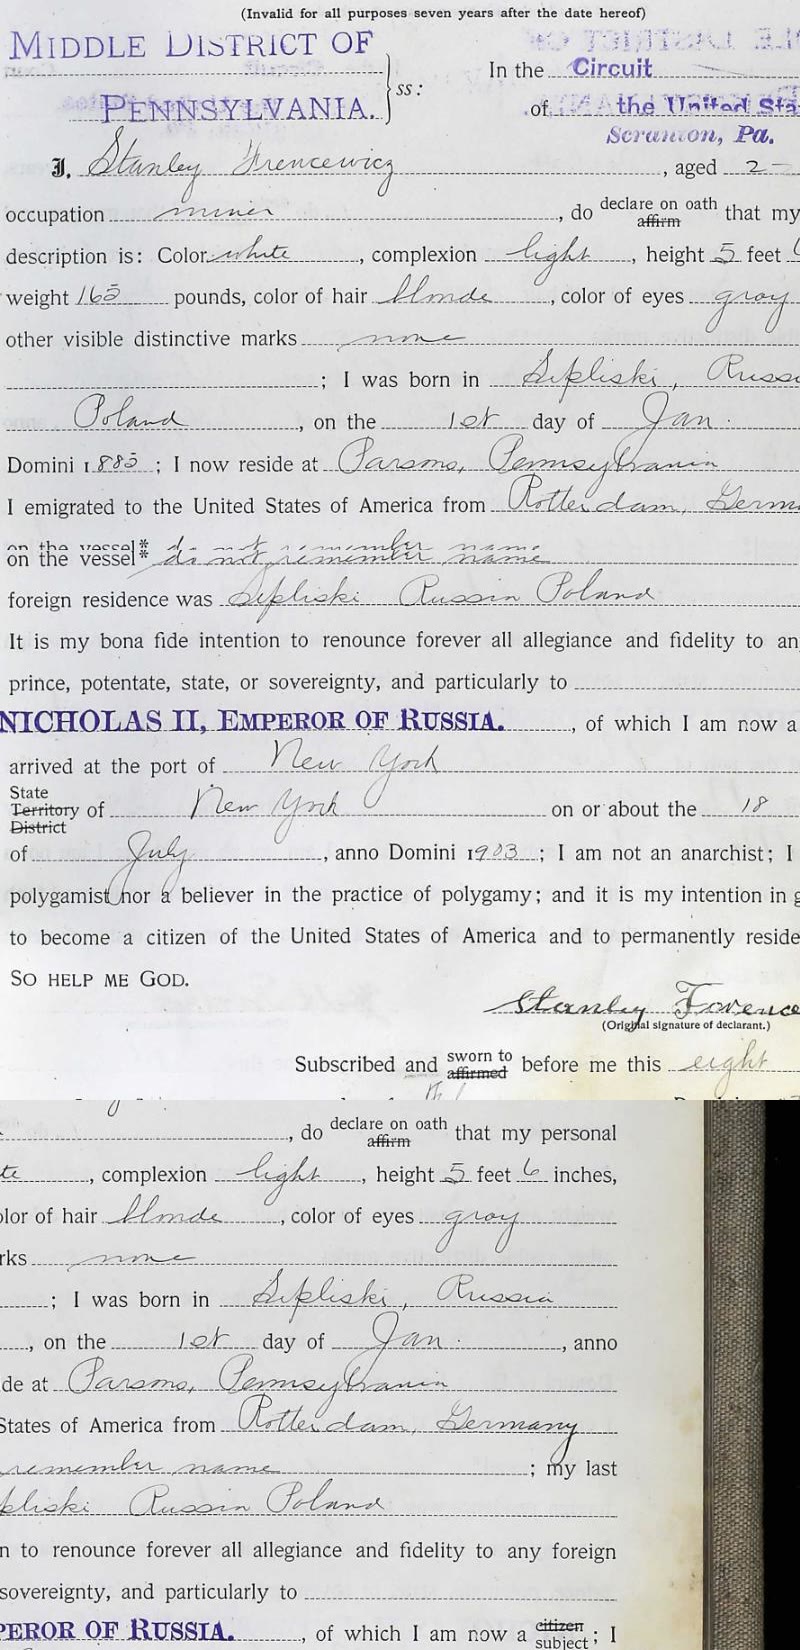 (Invalid for all purposes seven years after the date hereof)
MIDDLE DISTRICT OF
PENNSYLVANIA. ss: In the Circuit
of the United Sta
Scranton, Pa.
I, Stanley , aged 2
occupation miner , do declare on oath affirm that my
description is: Color white , complexion light , height 5 feet 6
weight 165 pounds, color of hair blonde , color of eyes gray
other visible distinctive marks none
; I was born in Sipliski, Russi
Poland , on the 1st day of Jan.
Domini 1885 ; I now reside at Parsons, Pennsylvania
I emigrated to the United States of America from Rotterdam, Germa
on the vessel* do not remember name
on the vessel* do not remember name
foreign residence was Sipliski Russia Poland
It is my bona fide intention to renounce forever all allegiance and fidelity to an
prince, potentate, state, or sovereignty, and particularly to
NICHOLAS II, EMPEROR OF RUSSIA. , of which I am now a
arrived at the port of New York
State Territory District of New York on or about the 18
of July , anno Domini 1903 ; I am not an anarchist; I
polygamist nor a believer in the practice of polygamy; and it is my intention in g
to become a citizen of the United States of America and to permanently reside
SO HELP ME GOD.
Stanley
(Original signature of declarant.)
Subscribed and sworn to affirmed before me this eight
, do declare on oath affirm that my personal
te , complexion light , height 5 feet 6 inches,
olor of hair blonde , color of eyes gray
rks none
; I was born in Sipliski, Russia
, on the 1st day of Jan. , anno
de at Parsons, Pennsylvania
States of America from Rotterdam, Germany
remember name ; my last
pliski Russia Poland
n to renounce forever all allegiance and fidelity to any foreign
sovereignty, and particularly to
PEROR OF RUSSIA. , of which I am now a citizen subject ; I